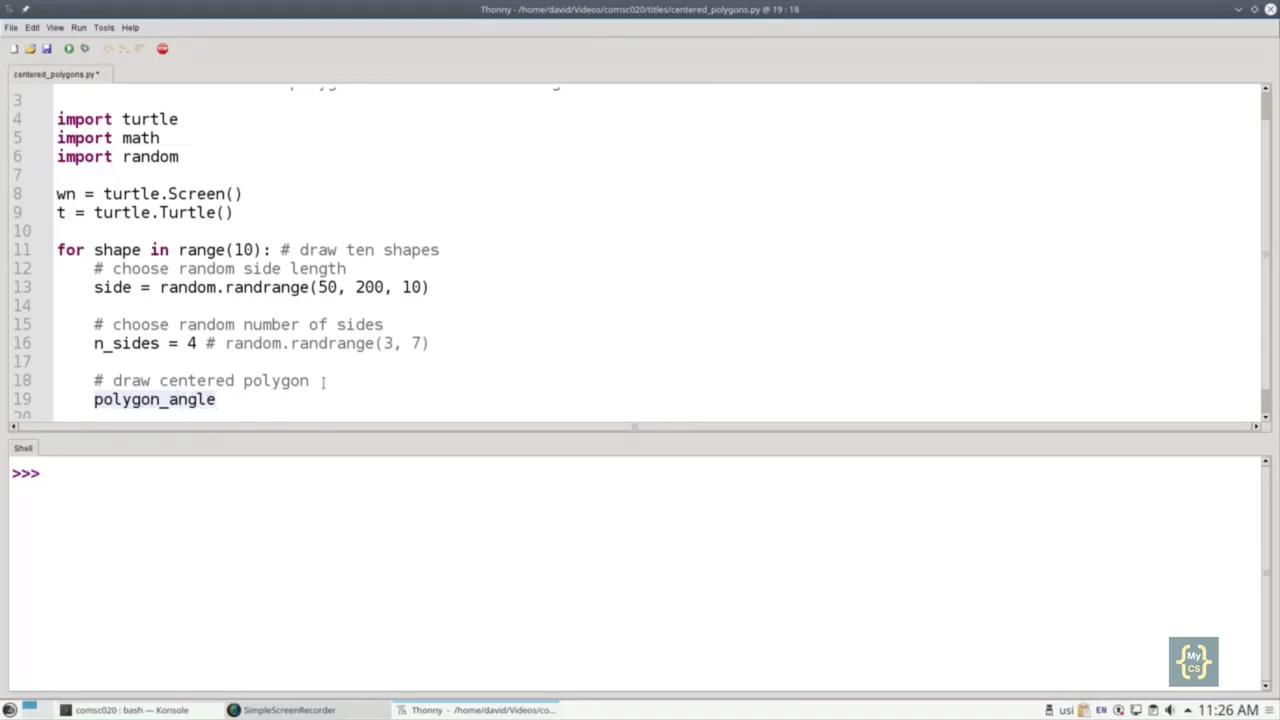 Thonny - /home/david/Videos/comsc020/titles/centered_polygons.py @ 19 : 18
File Edit View Run Tools Help
centered_polygons.py *
3
4 import turtle
5 import math
6 import random
7
8 wn = turtle.Screen()
9 t = turtle.Turtle()
10
11 for shape in range(10): # draw ten shapes
12 # choose random side length
13 side = random.randrange(50, 200, 10)
14
15 # choose random number of sides
16 n_sides = 4 # random.randrange(3, 7)
17
18 # draw centered polygon
19 polygon_angle
20
Shell
>>>
{My CS}
comsc020 : bash — Konsole SimpleScreenRecorder Thonny - /home/david/Videos/co... usi EN 11:26 AM